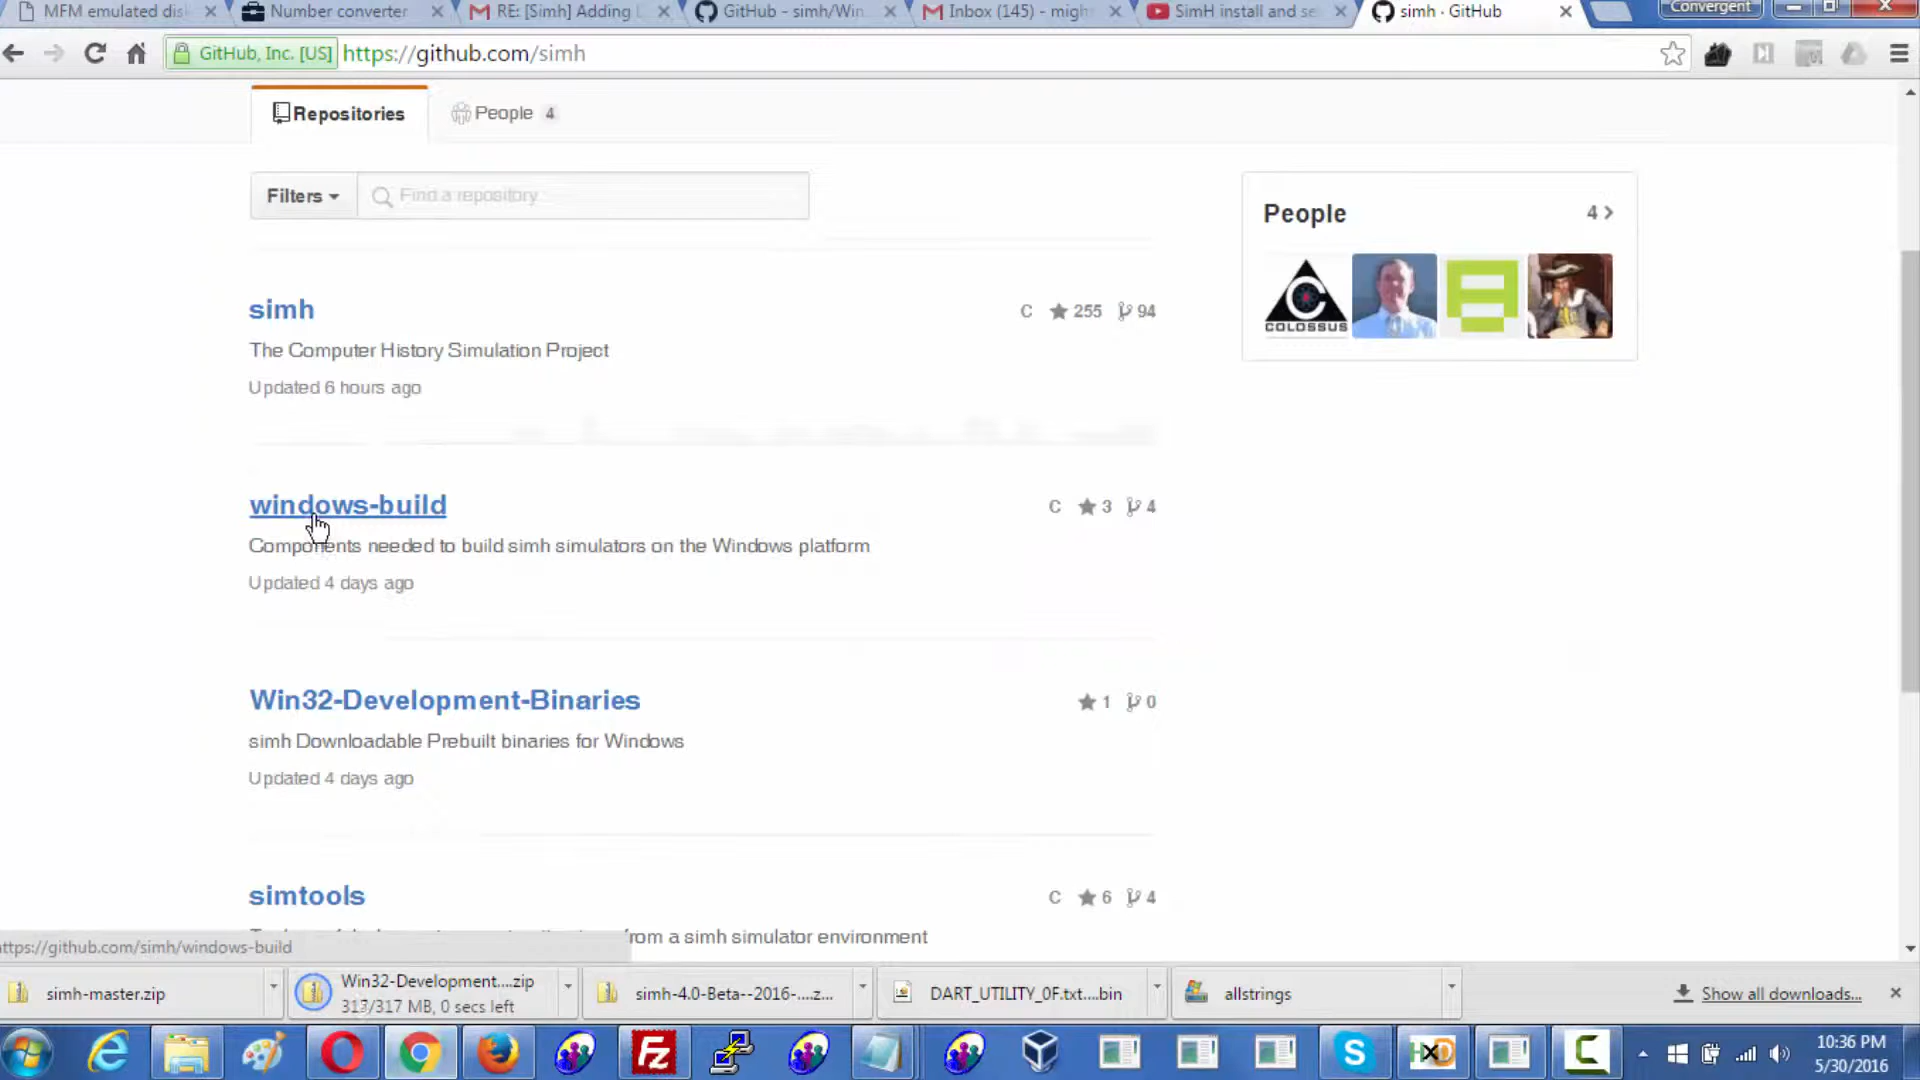 MFM emulated dis
Number converter
RE: [Simh] Adding
GitHub - simh/Win
Inbox (145) - migh
SimH install and se
simh · GitHub
Convergent
GitHub, Inc. [US]
https://github.com/simh
Repositories
People 4
Filters
Find a repository
People
4
COLOSSUS
simh
C 255 94
The Computer History Simulation Project
Updated 6 hours ago
windows-build
C 3 4
Components needed to build simh simulators on the Windows platform
Updated 4 days ago
Win32-Development-Binaries
1 0
simh Downloadable Prebuilt binaries for Windows
Updated 4 days ago
simtools
C 6 4
from a simh simulator environment
ttps://github.com/simh/windows-build
simh-master.zip
Win32-Development....zip
313/317 MB, 0 secs left
simh-4.0-Beta--2016-....z...
DART_UTILITY_0F.txt....bin
allstrings
Show all downloads...
10:36 PM
5/30/2016